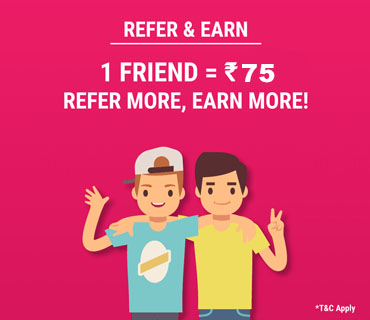 REFER & EARN
1 FRIEND = ₹75
REFER MORE, EARN MORE!
*T&C Apply